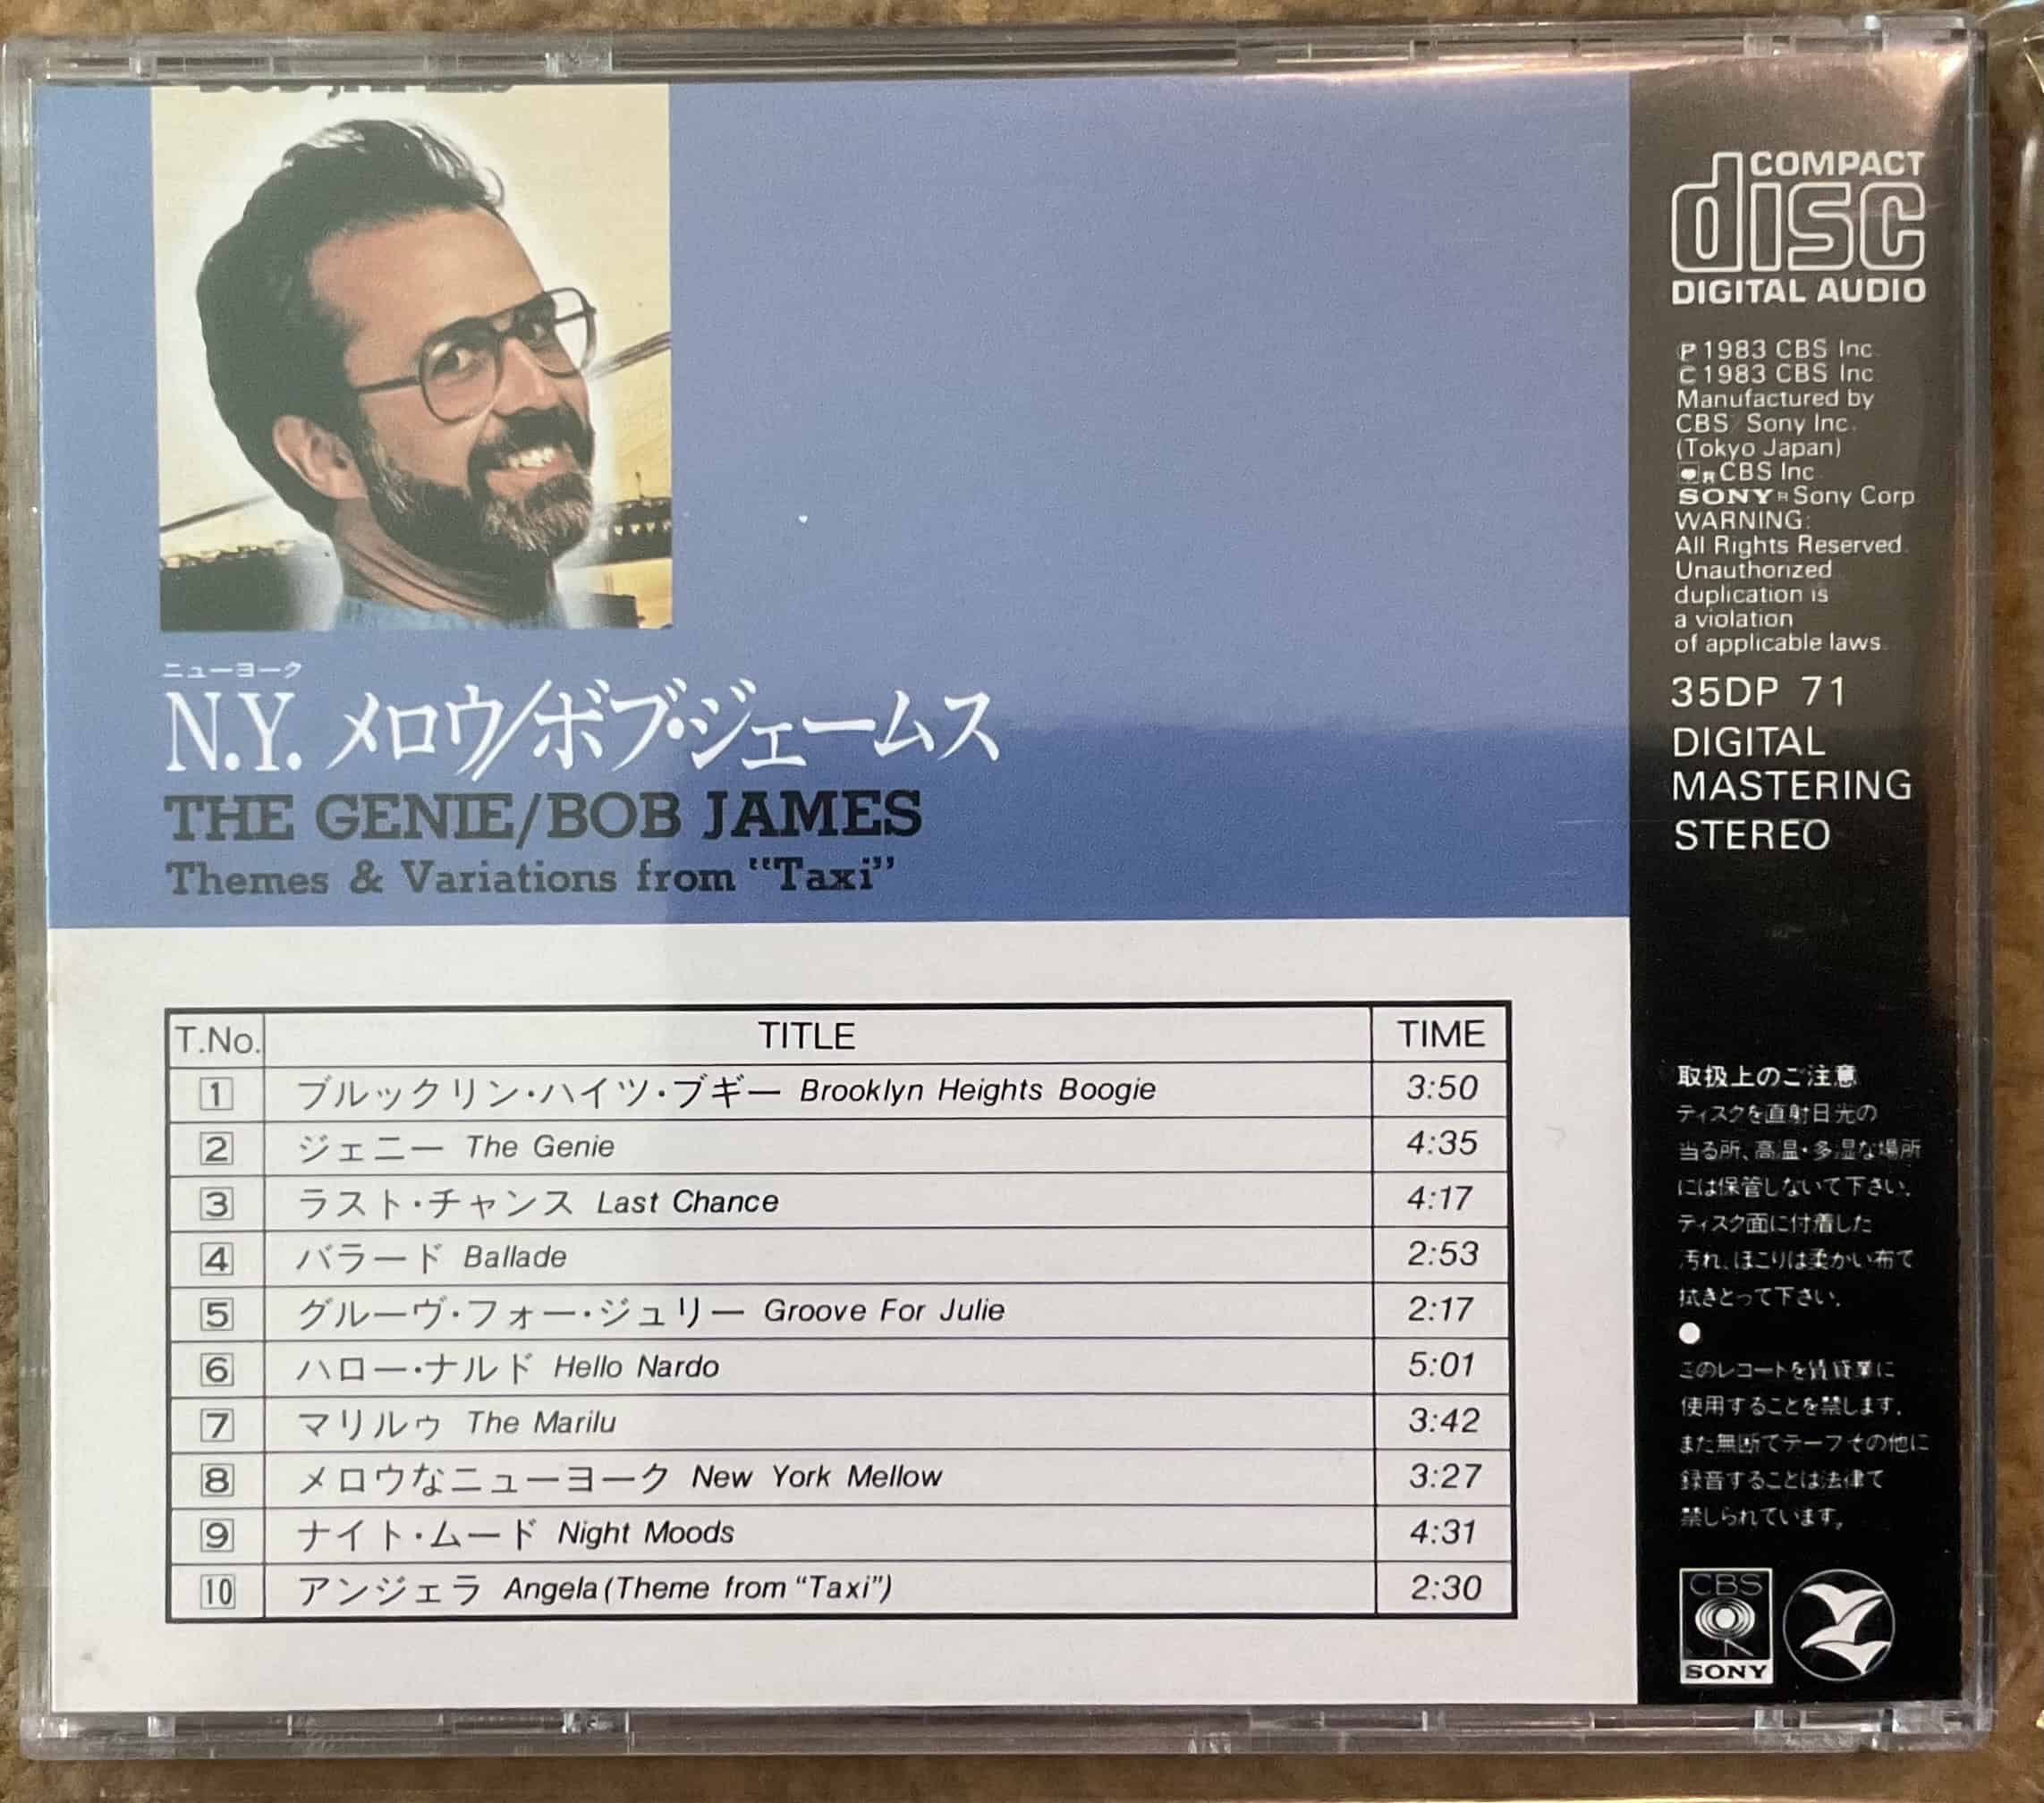 ニューヨーク
N.Y. メロウ/ボブ・ジェームス
THE GENIE/BOB JAMES
Themes & Variations from “Taxi”
T.No. TITLE TIME
1 ブルックリン・ハイツ・ブギー Brooklyn Heights Boogie 3:50
2 ジェニー The Genie 4:35
3 ラスト・チャンス Last Chance 4:17
4 バラード Ballade 2:53
5 グルーヴ・フォー・ジュリー Groove For Julie 2:17
6 ハロー・ナルド Hello Nardo 5:01
7 マリルゥ The Marilu 3:42
8 メロウなニューヨーク New York Mellow 3:27
9 ナイト・ムード Night Moods 4:31
10 アンジェラ Angela (Theme from “Taxi”) 2:30
COMPACT
disc
DIGITAL AUDIO
Ⓟ 1983 CBS Inc.
© 1983 CBS Inc
Manufactured by
CBS/Sony Inc.
(Tokyo Japan)
® CBS Inc.
SONY ® Sony Corp.
WARNING:
All Rights Reserved.
Unauthorized
duplication is
a violation
of applicable laws.
35DP 71
DIGITAL
MASTERING
STEREO
取扱上のご注意
ディスクを直射日光の
当る所、高温・多湿な場所
には保管しないで下さい。
ディスク面に付着した
汚れ、ほこりは柔かい布で
拭きとって下さい。
●
このレコードを賃貸業に
使用することを禁します。
また無断でテープその他に
録音することは法律で
禁じられています。
CBS
SONY